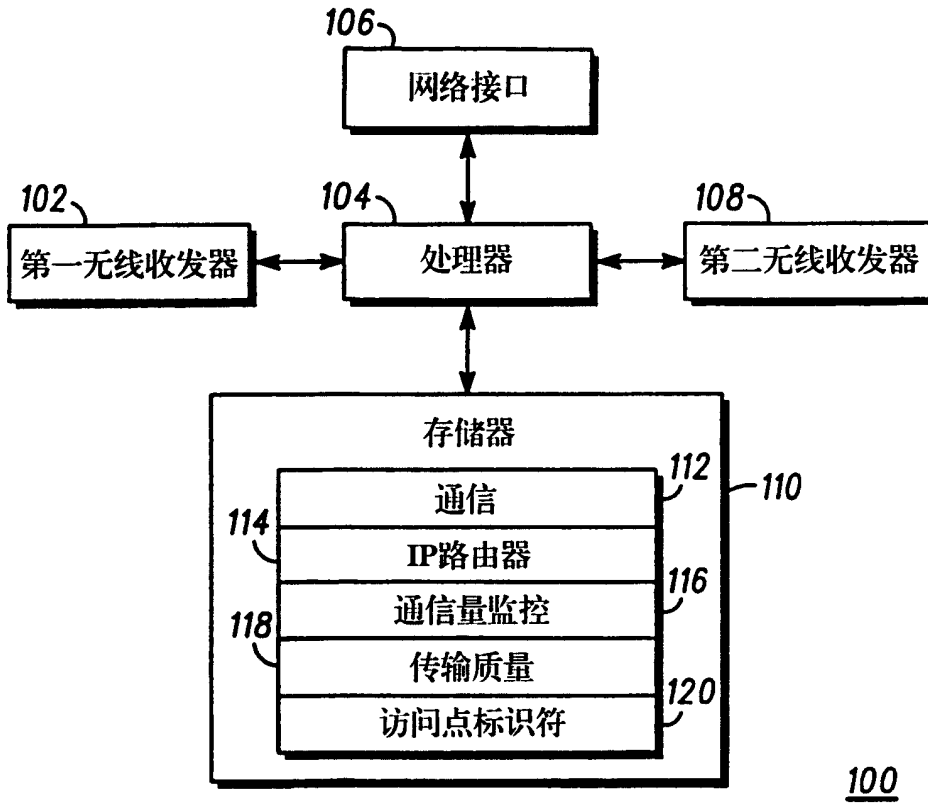 106
网络接口
102
104
108
第一无线收发器
处理器
第二无线收发器
存储器
110
通信
112
114
IP路由器
通信量监控
116
118
传输质量
访问点标识符
120
100